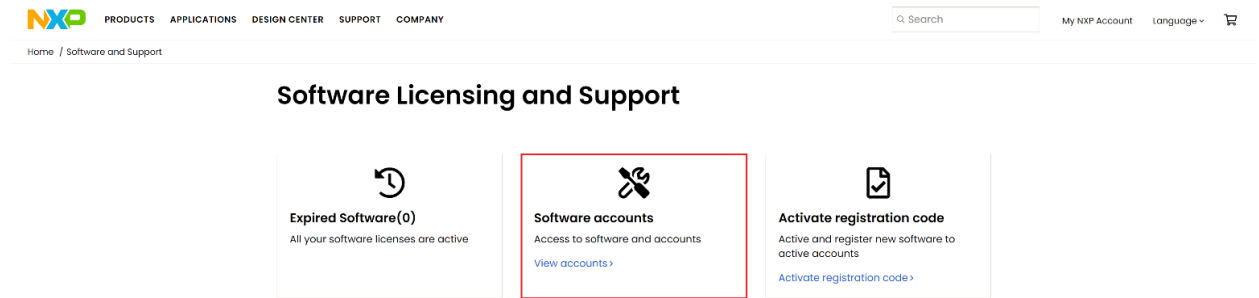 NXP PRODUCTS APPLICATIONS DESIGN CENTER SUPPORT COMPANY Search My NXP Account Language
Home / Software and Support
Software Licensing and Support
Expired Software(0)
All your software licenses are active
Software accounts
Access to software and accounts
View accounts >
Activate registration code
Active and register new software to
active accounts
Activate registration code >